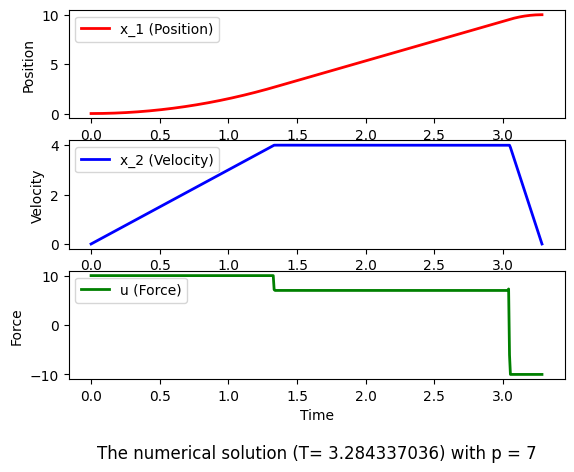 10
5
0
Position
x_1 (Position)
0.0 0.5 1.0 1.5 2.0 2.5 3.0
4
2
0
Velocity
x_2 (Velocity)
0.0 0.5 1.0 1.5 2.0 2.5 3.0
10
0
−10
Force
u (Force)
0.0 0.5 1.0 1.5 2.0 2.5 3.0
Time
The numerical solution (T= 3.284337036) with p = 7